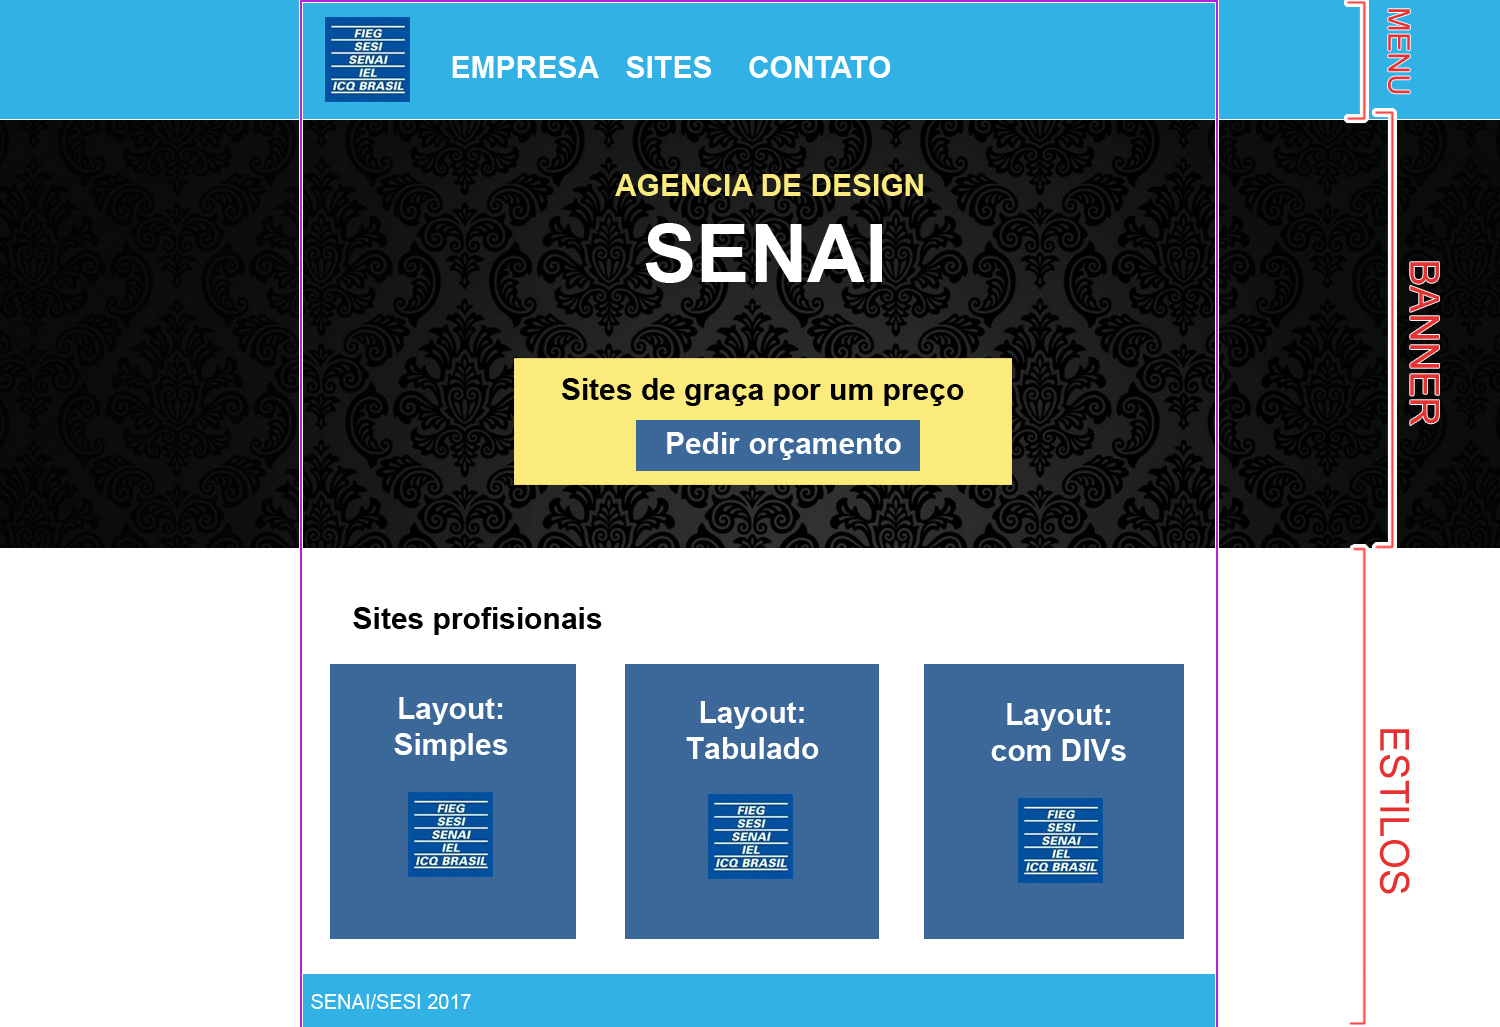 FIEG
SESI
SENAI
IEL
ICQ BRASIL
EMPRESA SITES CONTATO
MENU
AGENCIA DE DESIGN
SENAI
Sites de graça por um preço
Pedir orçamento
BANNER
Sites profisionais
Layout:
Simples
FIEG
SESI
SENAI
IEL
ICQ BRASIL
Layout:
Tabulado
FIEG
SESI
SENAI
IEL
ICQ BRASIL
Layout:
com DIVs
FIEG
SESI
SENAI
IEL
ICQ BRASIL
ESTILOS
SENAI/SESI 2017